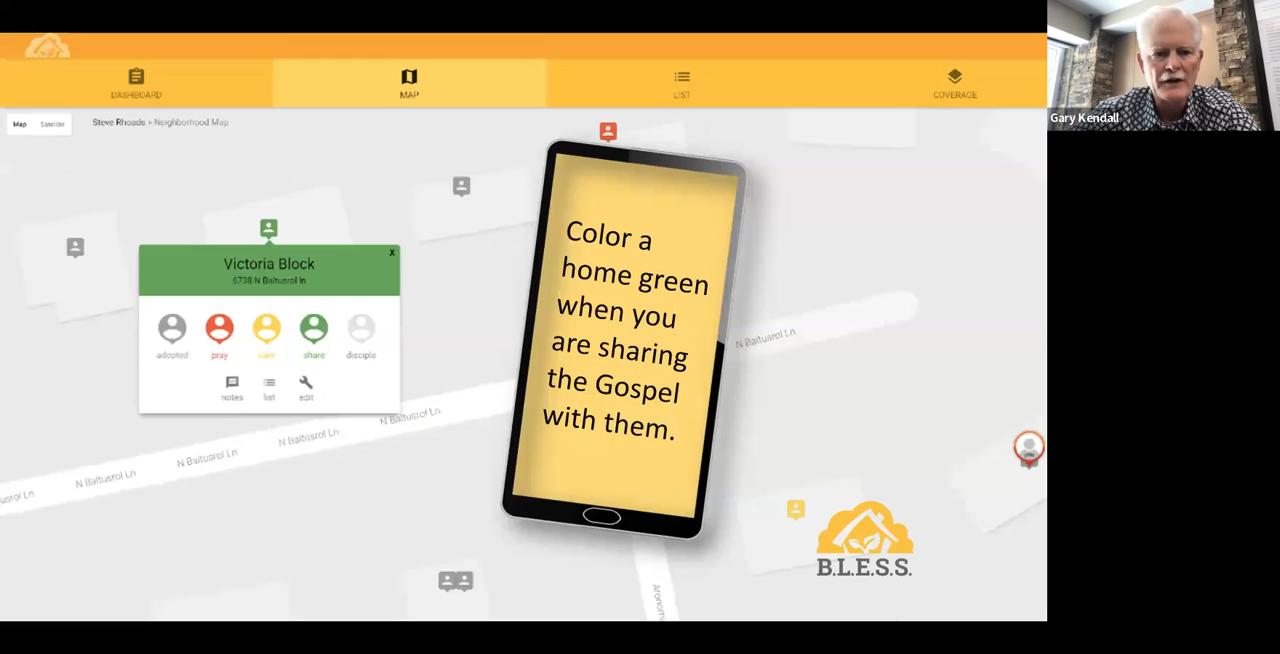 DASHBOARD
MAP
LIST
COVERAGE
Gary Kendall
Map
Satellite
Steve Rhoads » Neighborhood Map
X
Victoria Block
6738 N Baltusrol ln
adopted
pray
care
share
disciple
notes
list
edit
Color a
home green
when you
are sharing
the Gospel
with them.
N Baltusrol Ln
N Baltusrol Ln
N Baltusrol Ln
N Baltusrol Ln
N Baltusrol Ln
usrol Ln
you
B.L.E.S.S.